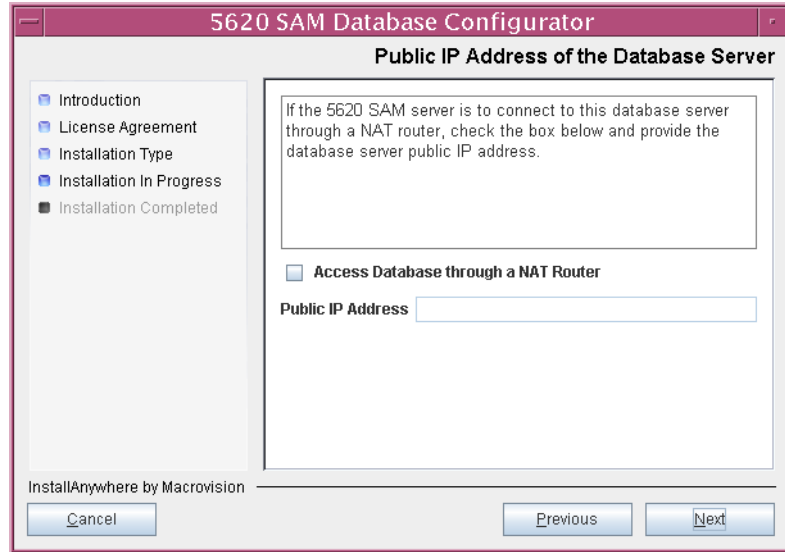 5620 SAM Database Configurator
Public IP Address of the Database Server
Introduction
License Agreement
Installation Type
Installation In Progress
Installation Completed
If the 5620 SAM server is to connect to this database server
through a NAT router, check the box below and provide the
database server public IP address.
Access Database through a NAT Router
Public IP Address
InstallAnywhere by Macrovision
Cancel
Previous
Next